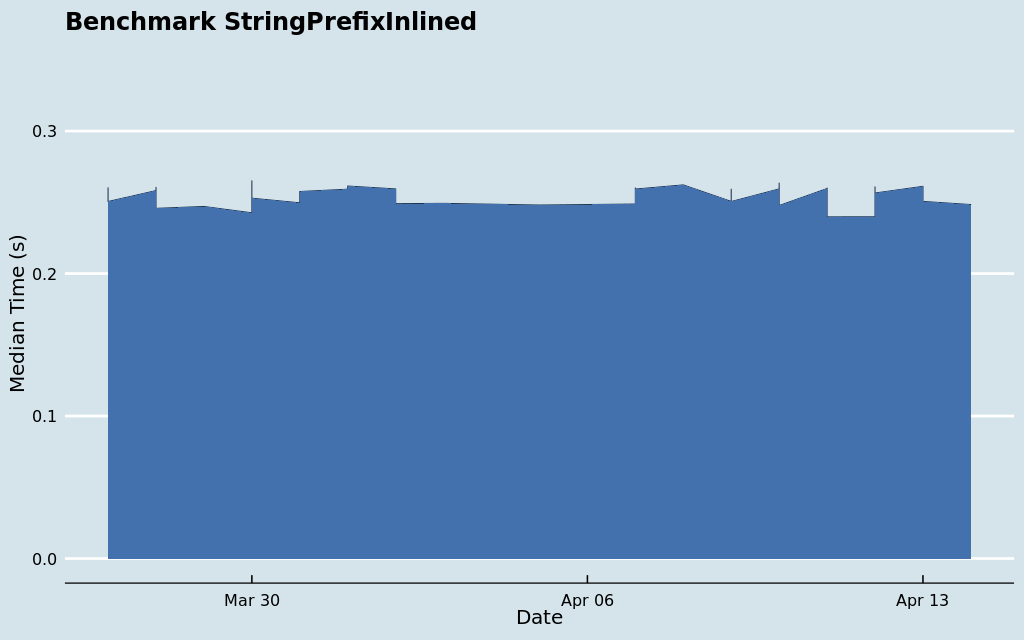 Benchmark StringPrefixInlined
0.3
0.2
0.1
0.0
Median Time (s)
Mar 30
Apr 06
Apr 13
Date